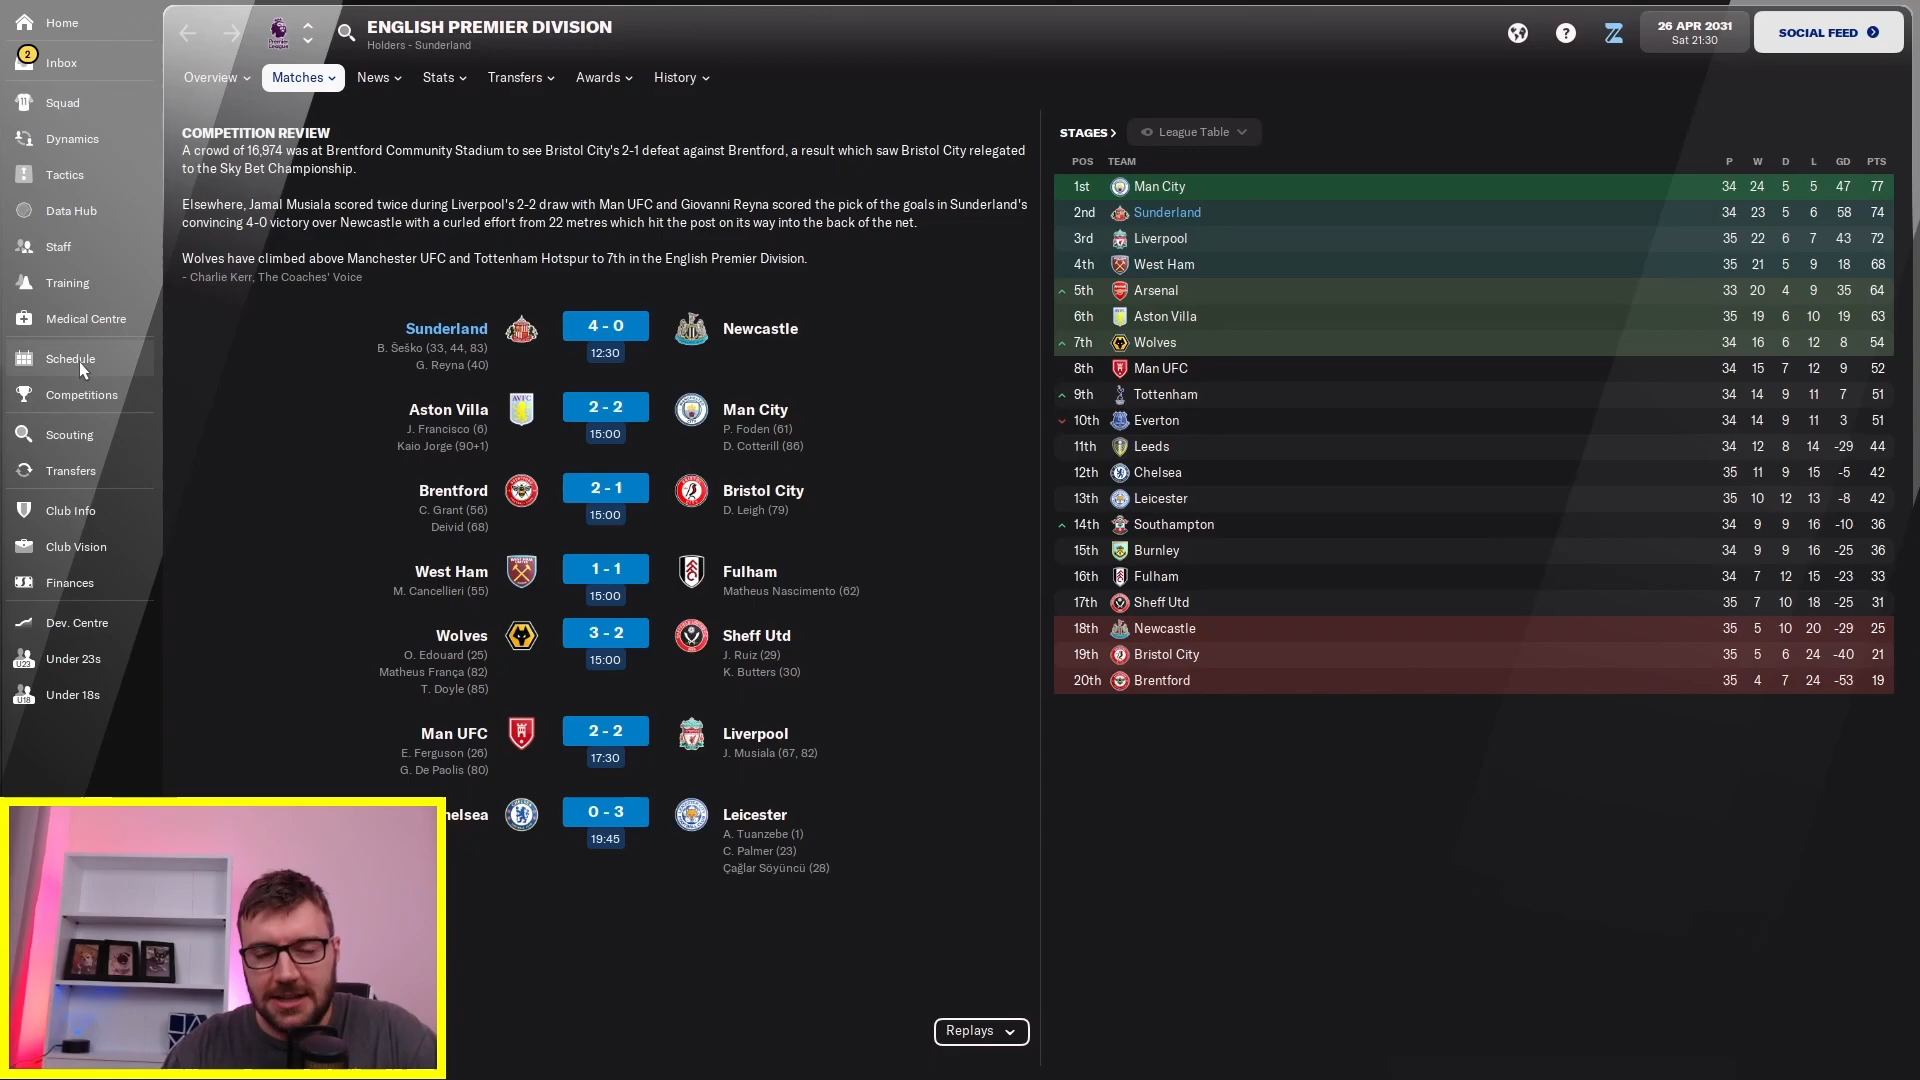 Home
2
Inbox
Squad
Dynamics
Tactics
Data Hub
Staff
Training
Medical Centre
Schedule
Competitions
Scouting
Transfers
Club Info
Club Vision
Finances
Dev. Centre
U23
Under 23s
U18
Under 18s
Premier League
ENGLISH PREMIER DIVISION
Holders - Sunderland
26 APR 2031
Sat 21:30
SOCIAL FEED
Overview
Matches
News
Stats
Transfers
Awards
History
COMPETITION REVIEW
A crowd of 16,974 was at Brentford Community Stadium to see Bristol City's 2-1 defeat against Brentford, a result which saw Bristol City relegated
to the Sky Bet Championship.
Elsewhere, Jamal Musiala scored twice during Liverpool's 2-2 draw with Man UFC and Giovanni Reyna scored the pick of the goals in Sunderland's
convincing 4-0 victory over Newcastle with a curled effort from 22 metres which hit the post on its way into the back of the net.
Wolves have climbed above Manchester UFC and Tottenham Hotspur to 7th in the English Premier Division.
- Charlie Kerr, The Coaches' Voice
Sunderland 4 - 0 Newcastle
B. Šeško (33, 44, 83) 12:30
G. Reyna (40)
Aston Villa 2 - 2 Man City
J. Francisco (6) 15:00 P. Foden (61)
Kaio Jorge (90+1) D. Cotterill (86)
Brentford 2 - 1 Bristol City
C. Grant (56) 15:00 D. Leigh (79)
Deivid (68)
West Ham 1 - 1 Fulham
M. Cancellieri (55) 15:00 Matheus Nascimento (62)
Wolves 3 - 2 Sheff Utd
O. Edouard (25) 15:00 J. Ruiz (29)
Matheus França (82) K. Butters (30)
T. Doyle (85)
Man UFC 2 - 2 Liverpool
E. Ferguson (26) 17:30 J. Musiala (67, 82)
G. De Paolis (80)
helsea 0 - 3 Leicester
19:45 A. Tuanzebe (1)
C. Palmer (23)
Çağlar Söyüncü (28)
Replays
STAGES
League Table
POS TEAM P W D L GD PTS
1st Man City 34 24 5 5 47 77
2nd Sunderland 34 23 5 6 58 74
3rd Liverpool 35 22 6 7 43 72
4th West Ham 35 21 5 9 18 68
5th Arsenal 33 20 4 9 35 64
6th Aston Villa 35 19 6 10 19 63
7th Wolves 34 16 6 12 8 54
8th Man UFC 34 15 7 12 9 52
9th Tottenham 34 14 9 11 7 51
10th Everton 34 14 9 11 3 51
11th Leeds 34 12 8 14 -29 44
12th Chelsea 35 11 9 15 -5 42
13th Leicester 35 10 12 13 -8 42
14th Southampton 34 9 9 16 -10 36
15th Burnley 34 9 9 16 -25 36
16th Fulham 34 7 12 15 -23 33
17th Sheff Utd 35 7 10 18 -25 31
18th Newcastle 35 5 10 20 -29 25
19th Bristol City 35 5 6 24 -40 21
20th Brentford 35 4 7 24 -53 19